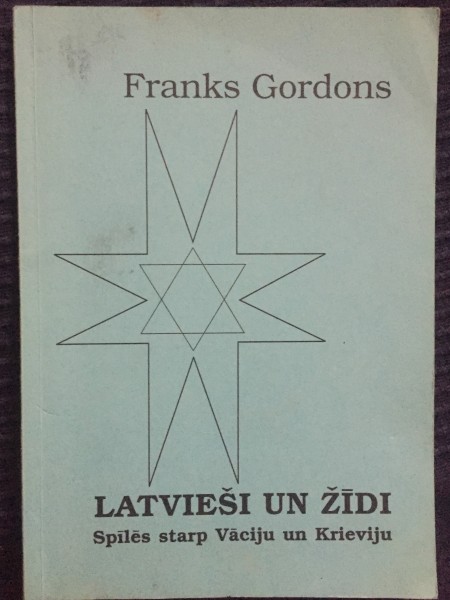 Franks Gordons
LATVIEŠI UN ŽĪDI
Spīlēs starp Vāciju un Krieviju